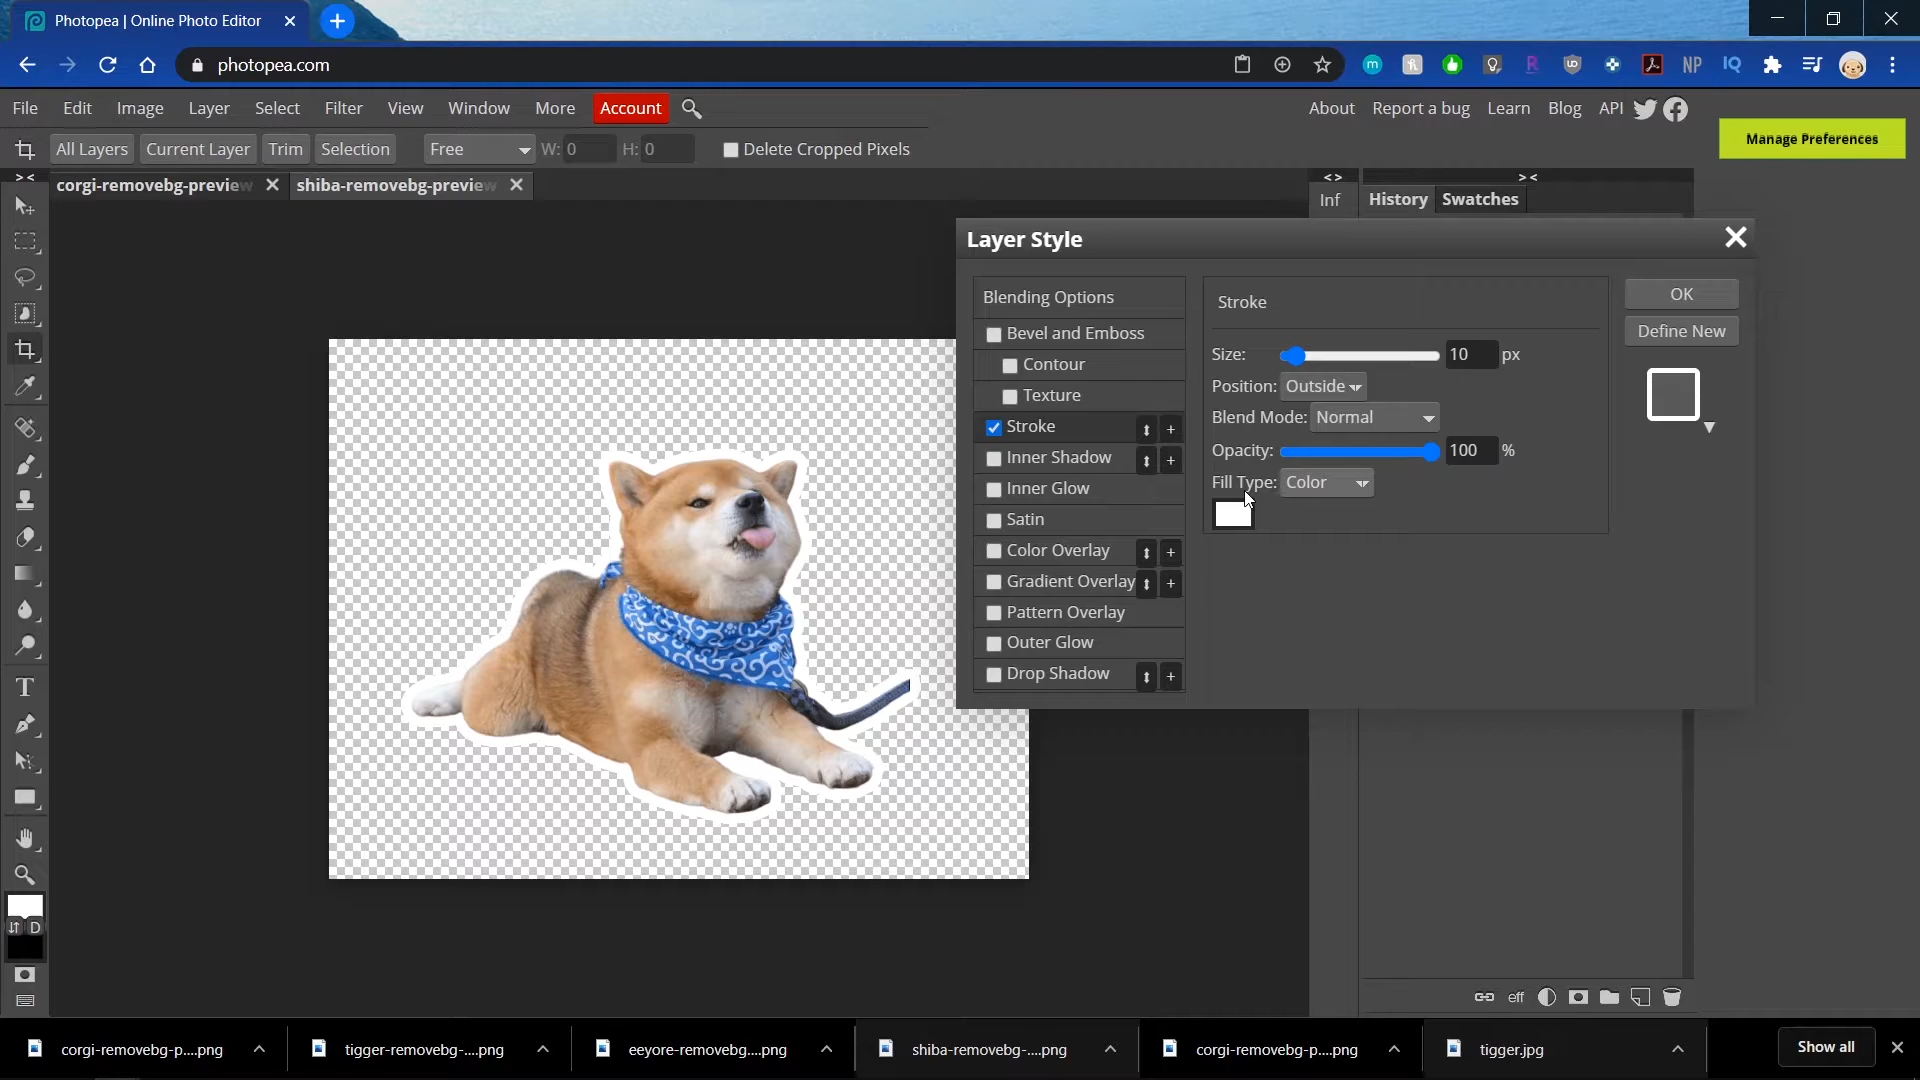 Photopea | Online Photo Editor
photopea.com
NP IQ
File Edit Image Layer Select Filter View Window More Account
About Report a bug Learn Blog API
Manage Preferences
All Layers Current Layer Trim Selection Free W: 0 H: 0 Delete Cropped Pixels
corgi-removebg-preview shiba-removebg-preview
Inf History Swatches
Layer Style
Blending Options
Bevel and Emboss
Contour
Texture
Stroke
Inner Shadow
Inner Glow
Satin
Color Overlay
Gradient Overlay
Pattern Overlay
Outer Glow
Drop Shadow
Stroke
Size: 10 px
Position: Outside
Blend Mode: Normal
Opacity: 100 %
Fill Type: Color
OK
Define New
D
eff
corgi-removebg-p....png tigger-removebg-....png eeyore-removebg....png shiba-removebg-....png corgi-removebg-p....png tigger.jpg Show all